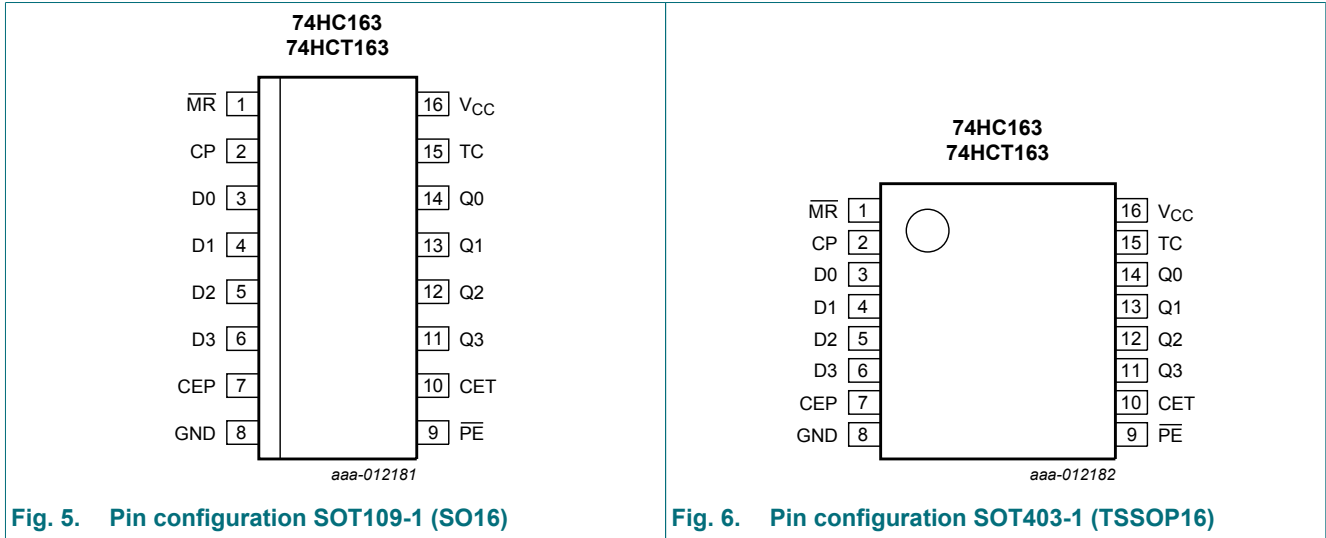 74HC163
74HCT163
MR 1 16 VCC
CP 2 15 TC
D0 3 14 Q0
D1 4 13 Q1
D2 5 12 Q2
D3 6 11 Q3
CEP 7 10 CET
GND 8 9 PE
aaa-012181
Fig. 5. Pin configuration SOT109-1 (SO16)
74HC163
74HCT163
MR 1 16 VCC
CP 2 15 TC
D0 3 14 Q0
D1 4 13 Q1
D2 5 12 Q2
D3 6 11 Q3
CEP 7 10 CET
GND 8 9 PE
aaa-012182
Fig. 6. Pin configuration SOT403-1 (TSSOP16)